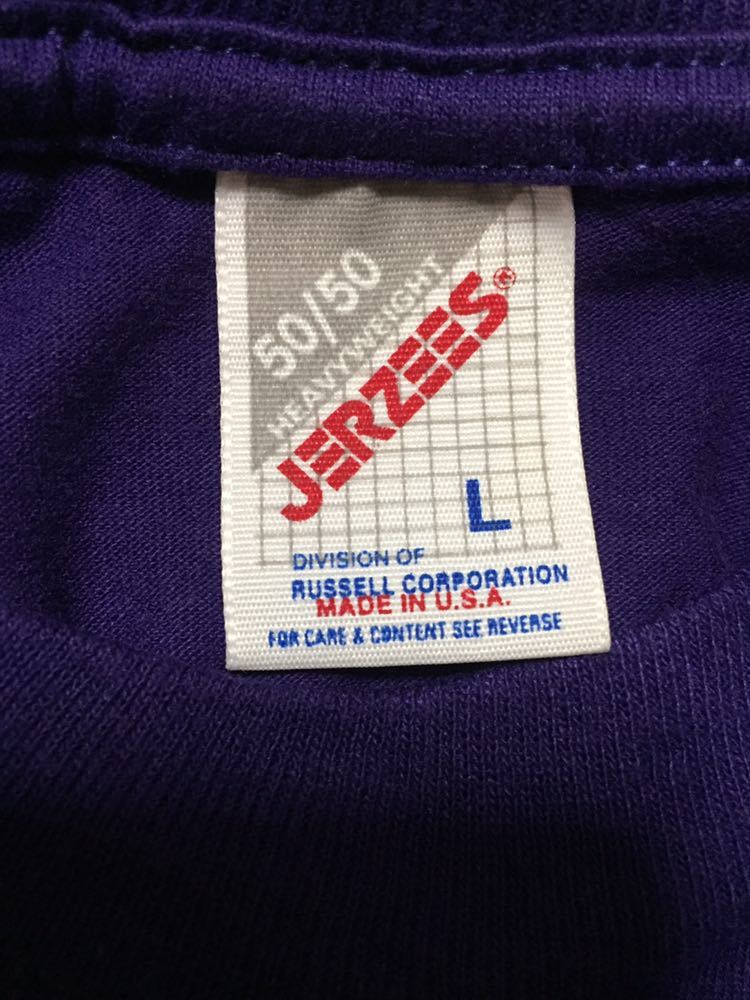 50/50
HEAVYWEIGHT
JERZEES®
L
DIVISION OF
RUSSELL CORPORATION
MADE IN U.S.A.
FOR CARE & CONTENT SEE REVERSE